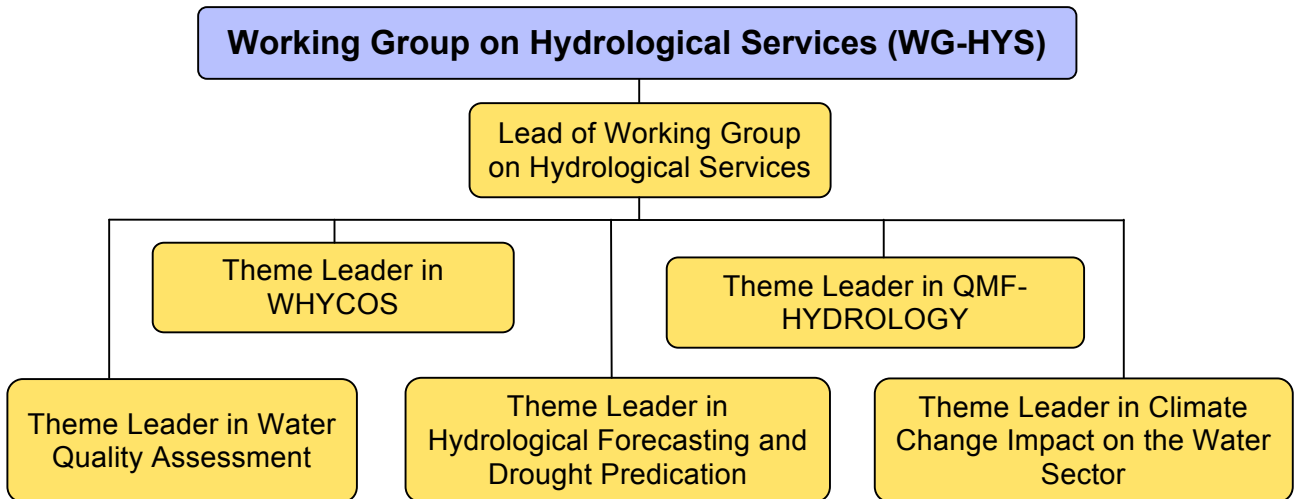 Working Group on Hydrological Services (WG-HYS)
Lead of Working Group
on Hydrological Services
Theme Leader in
WHYCOS
Theme Leader in QMF-
HYDROLOGY
Theme Leader in Water
Quality Assessment
Theme Leader in
Hydrological Forecasting and
Drought Predication
Theme Leader in Climate
Change Impact on the Water
Sector